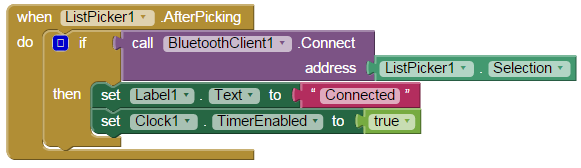 when ListPicker1 .AfterPicking
do if call BluetoothClient1 .Connect
address ListPicker1 . Selection
then set Label1 . Text to " Connected "
set Clock1 . TimerEnabled to true